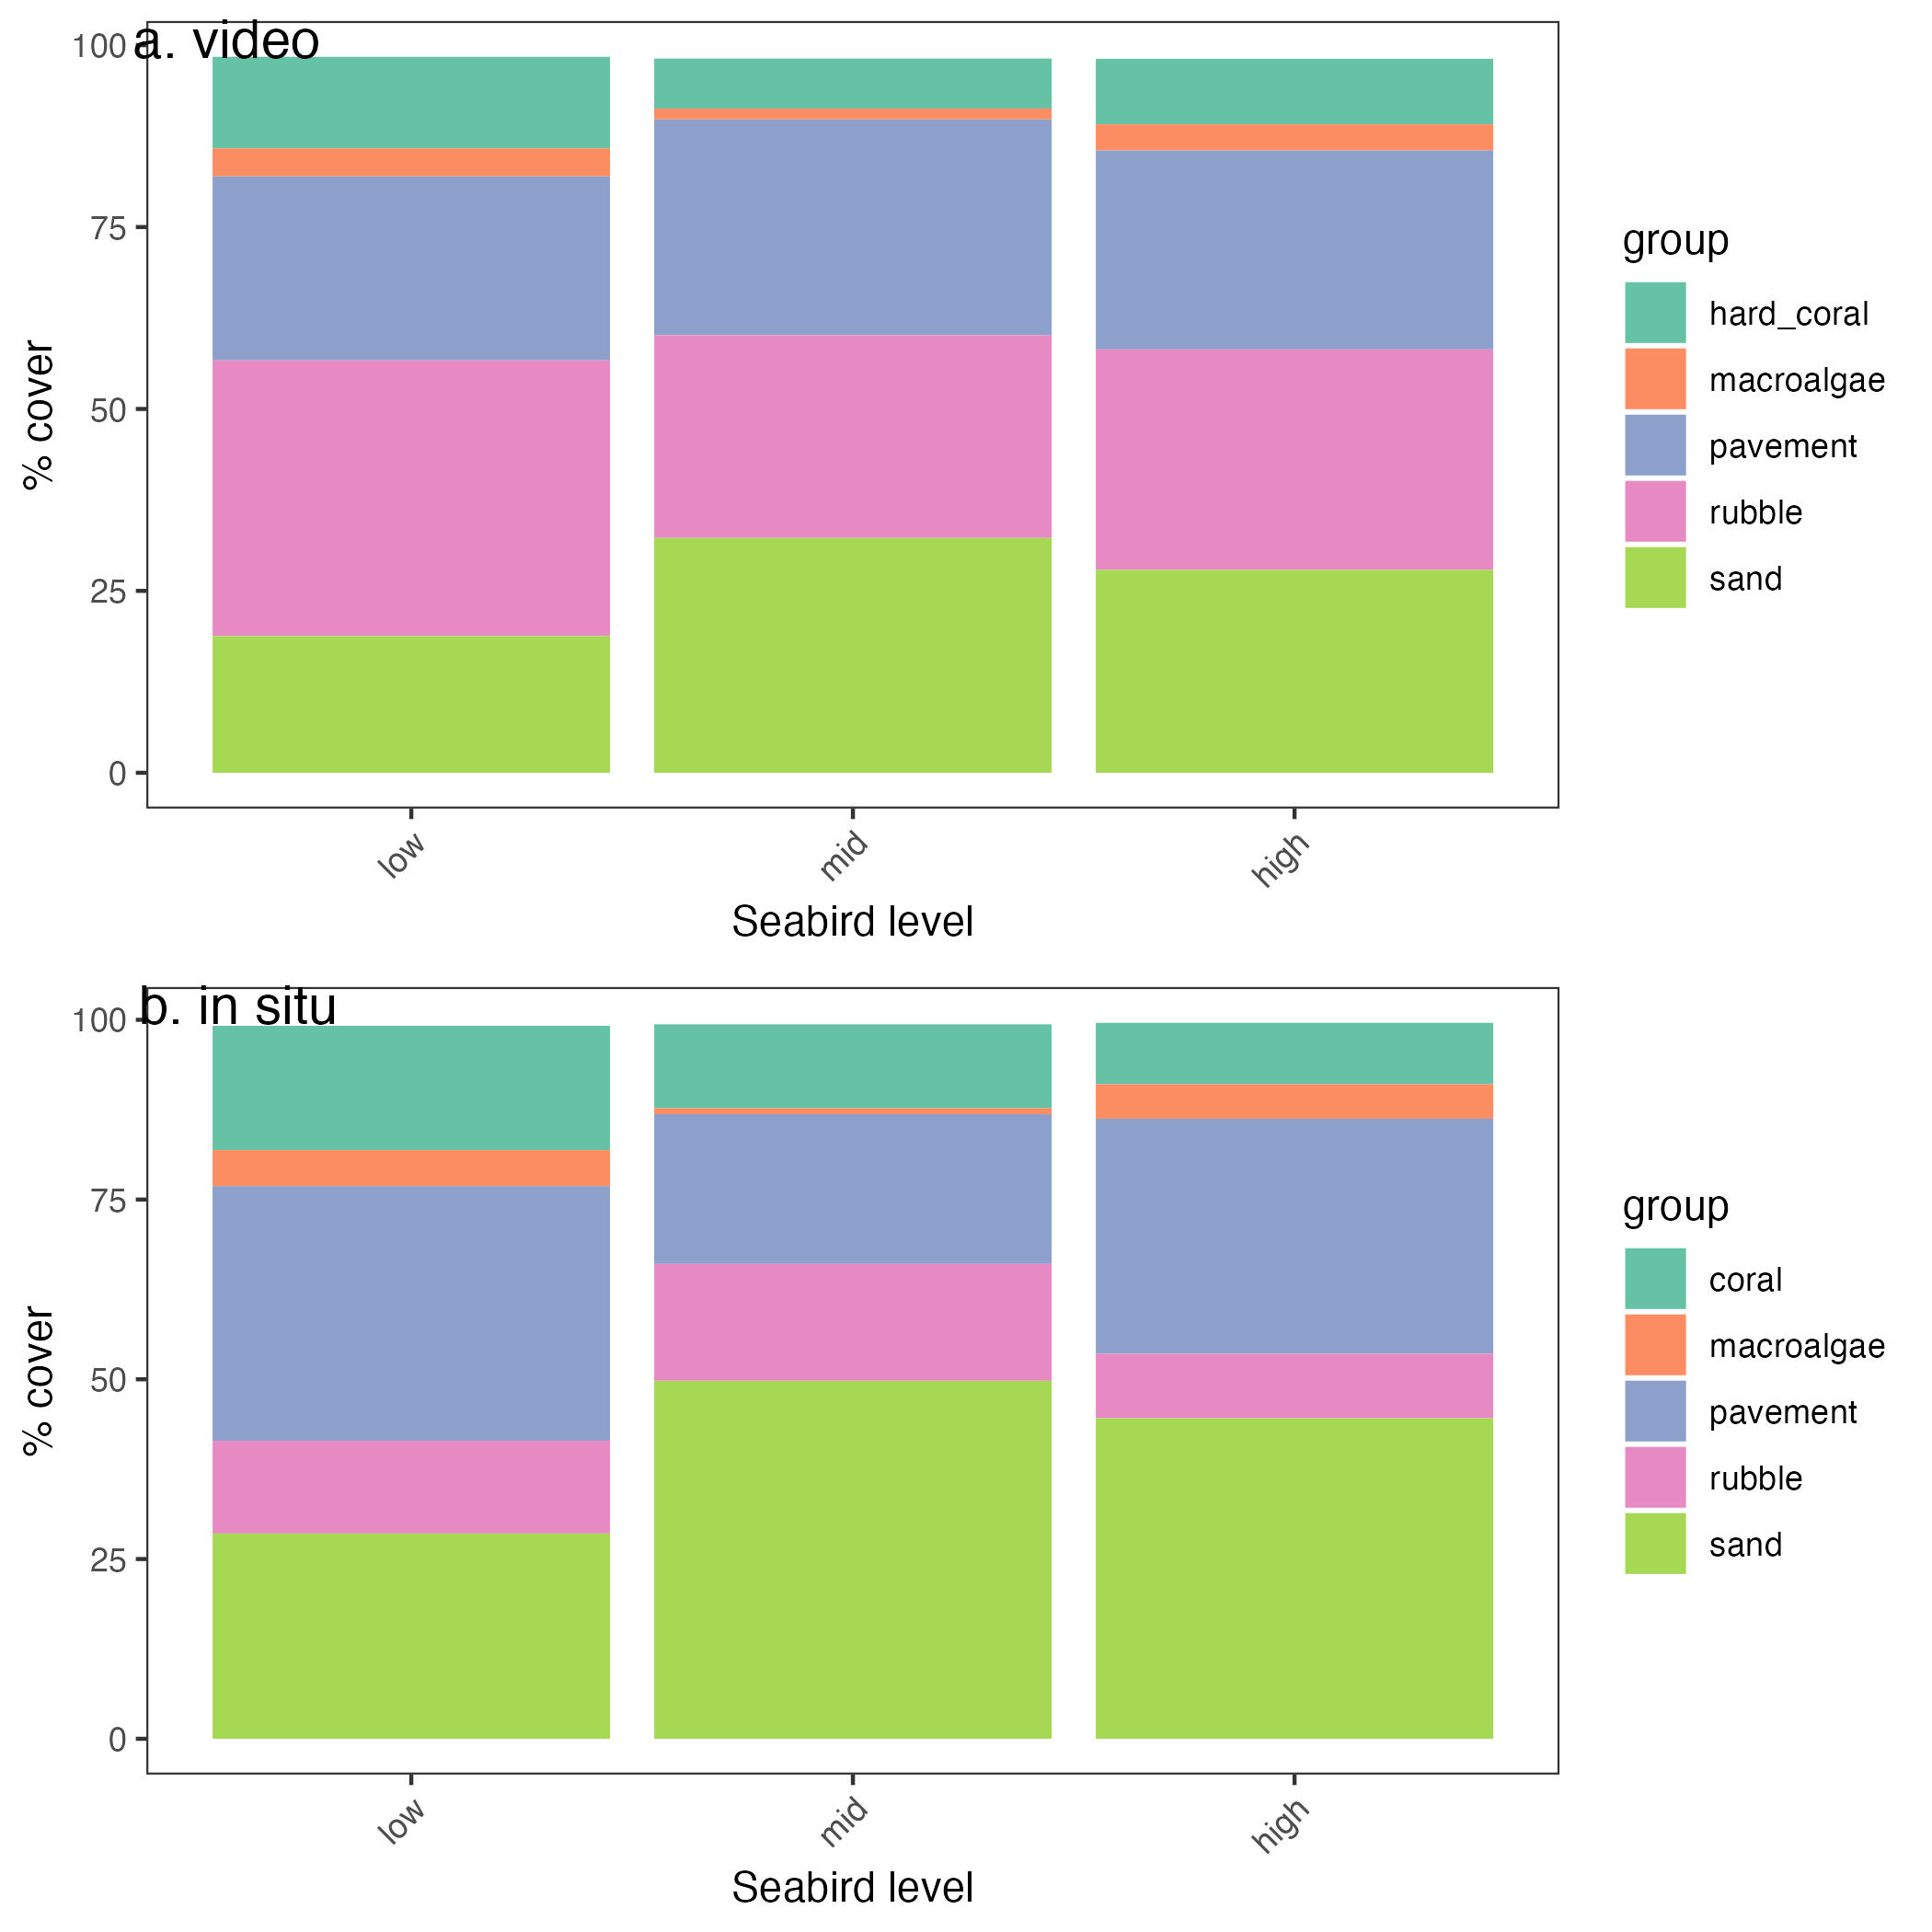 a. video
100
75
50
25
0
% cover
low
mid
high
Seabird level
group
hard_coral
macroalgae
pavement
rubble
sand
b. in situ
100
75
50
25
0
% cover
low
mid
high
Seabird level
group
coral
macroalgae
pavement
rubble
sand